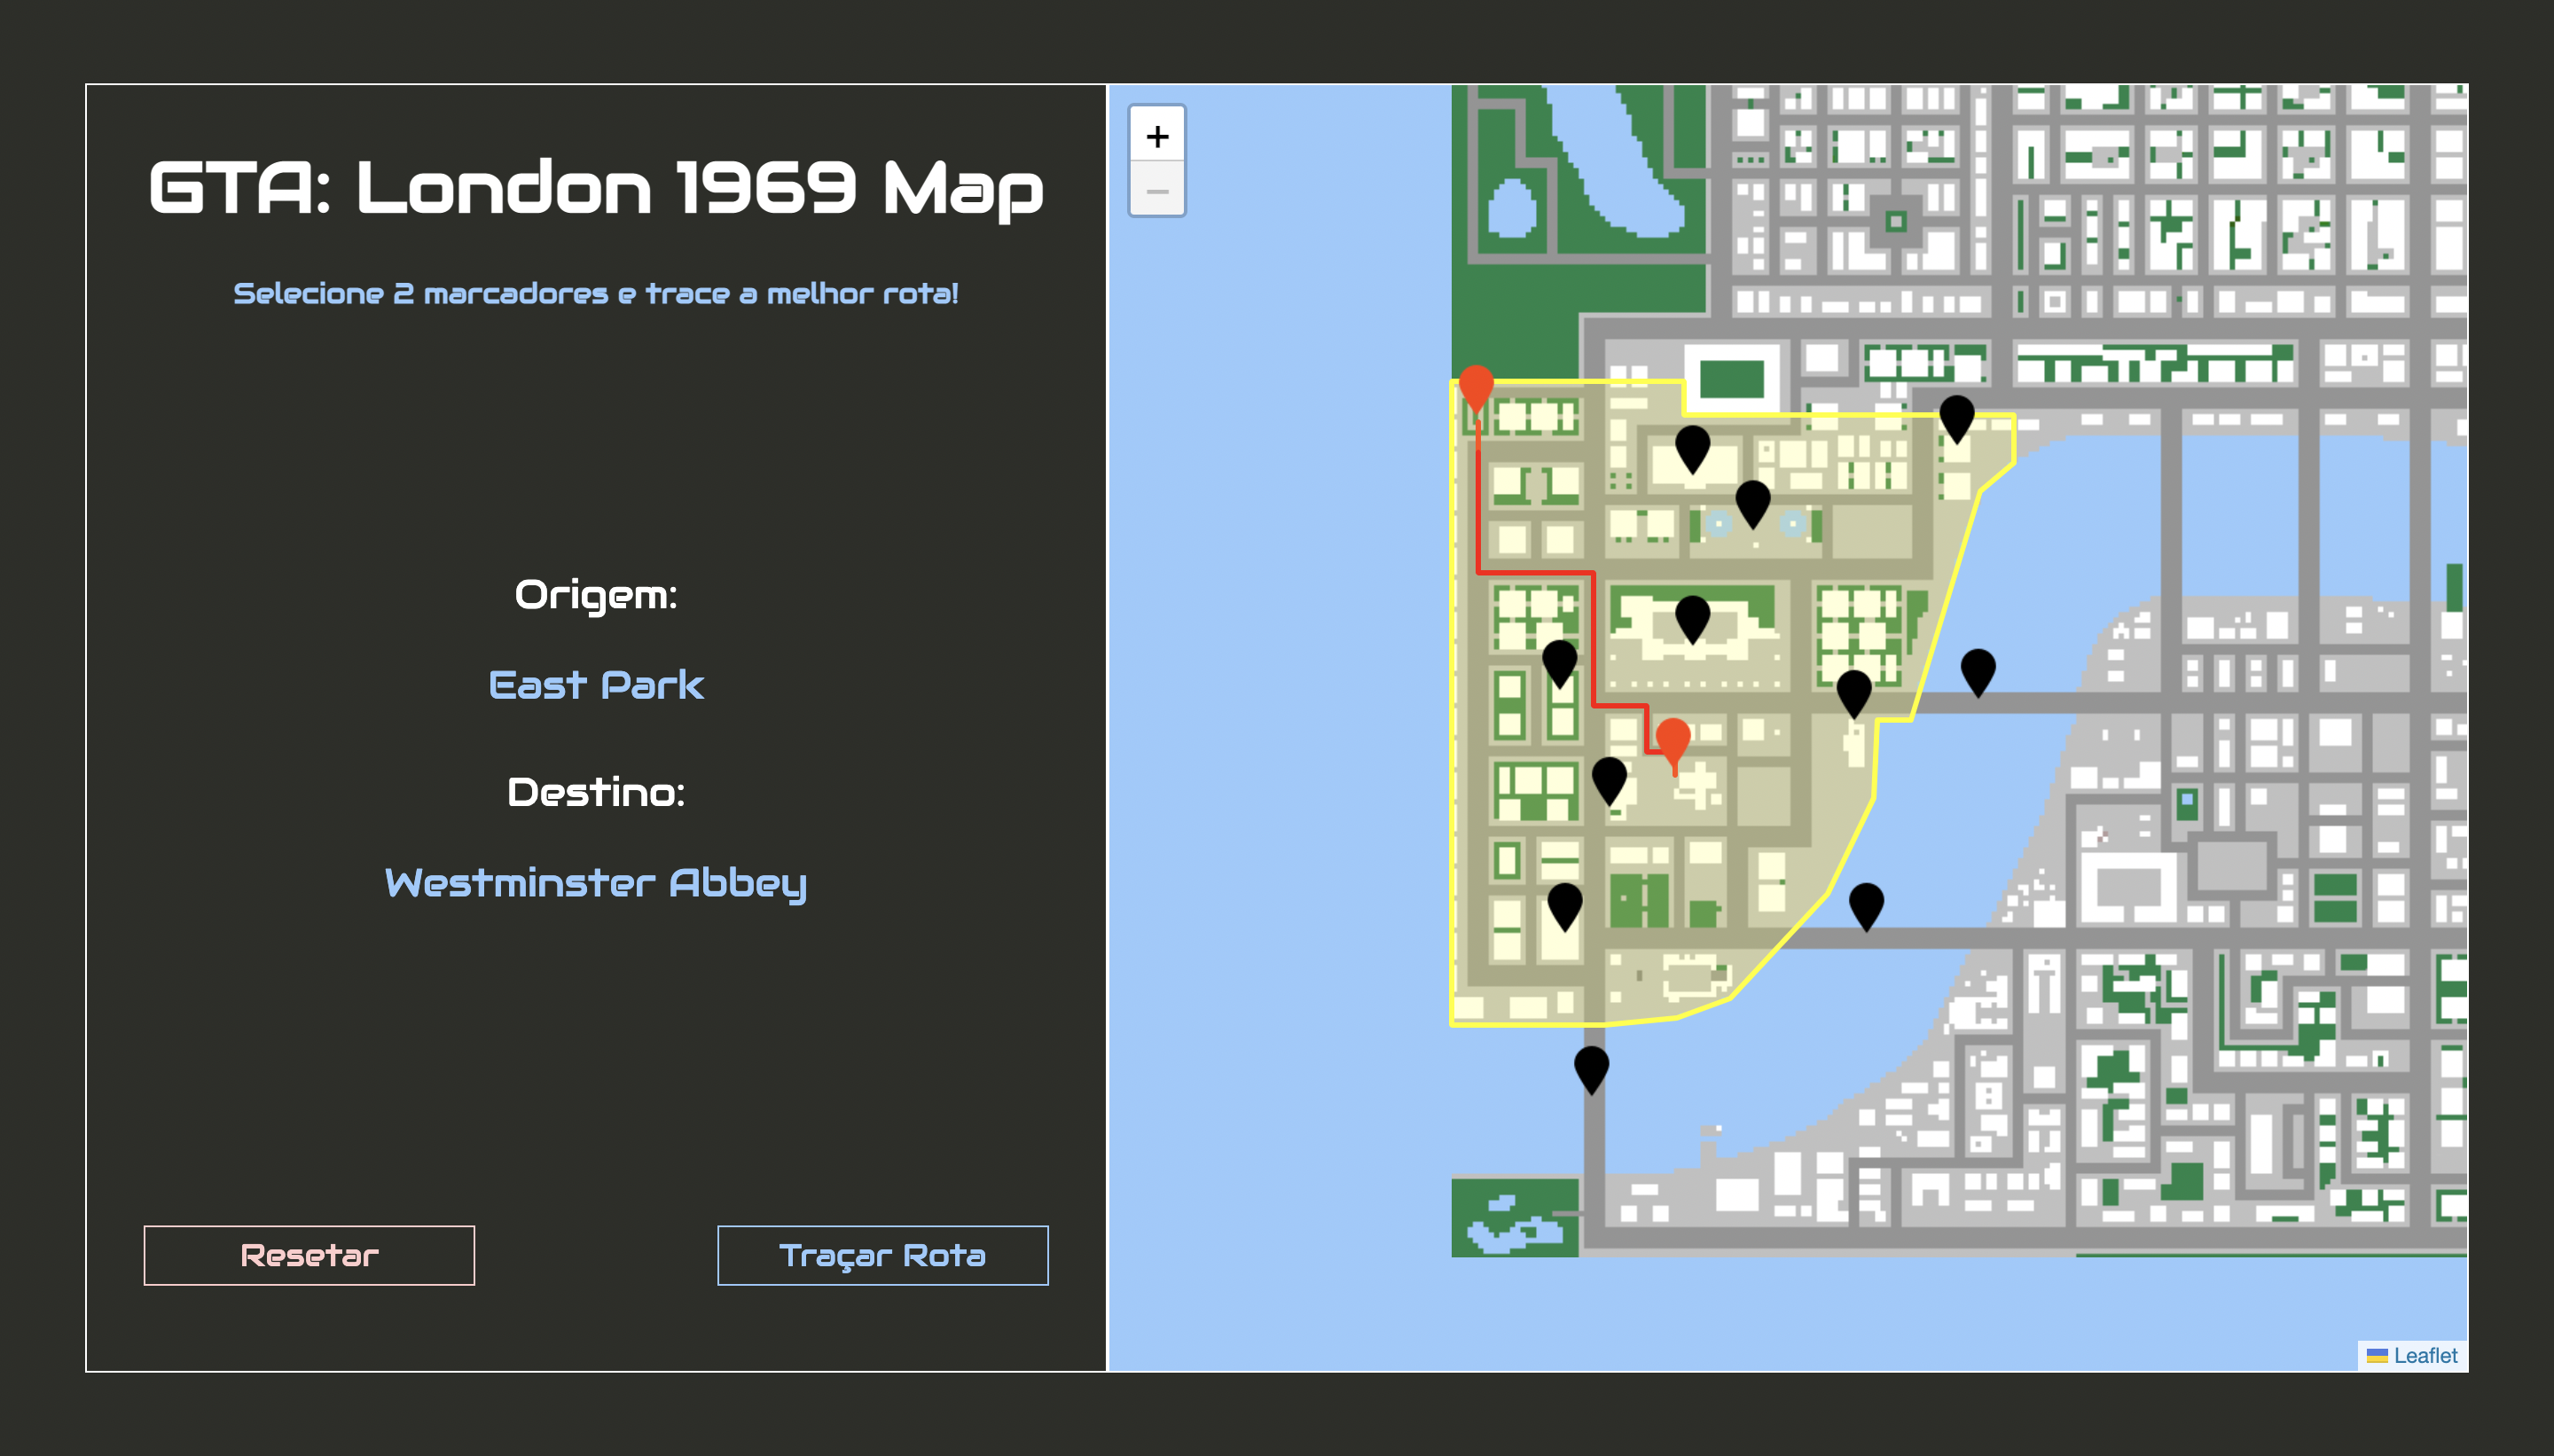 GTA: London 1969 Map
Selecione 2 marcadores e trace a melhor rota!
Origem:
East Park
Destino:
Westminster Abbey
Resetar
Traçar Rota
+
−
Leaflet